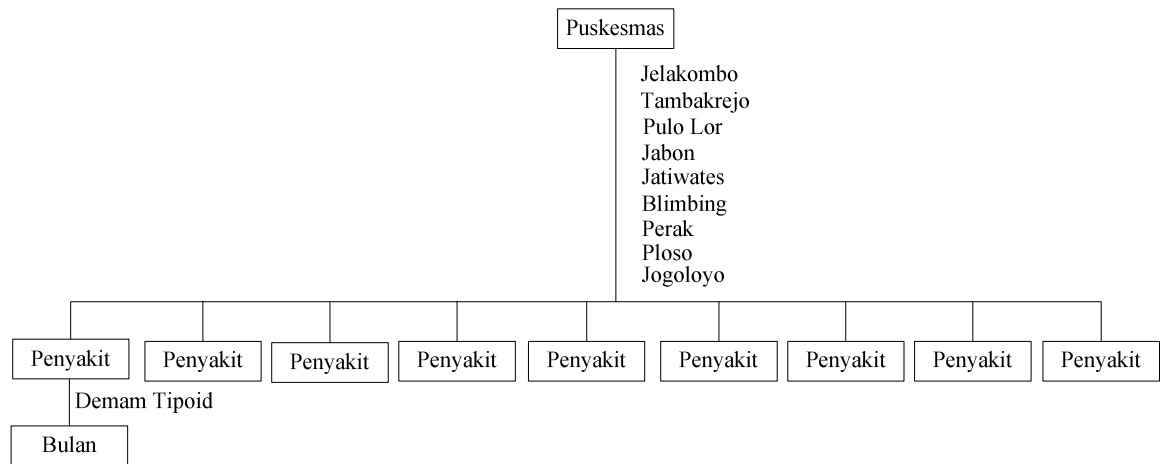 Puskesmas
Jelakombo
Tambakrejo
Pulo Lor
Jabon
Jatiwates
Blimbing
Perak
Ploso
Jogoloyo
Penyakit Penyakit Penyakit Penyakit Penyakit Penyakit Penyakit Penyakit Penyakit
Demam Tipoid
Bulan